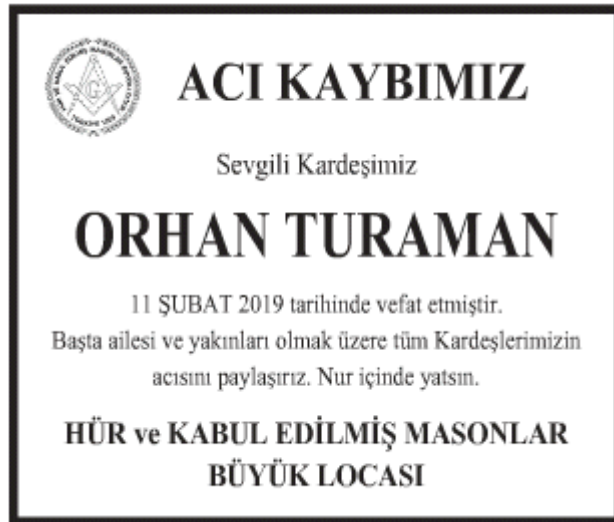 ACI KAYBIMIZ
Sevgili Kardeşimiz
ORHAN TURAMAN
11 ŞUBAT 2019 tarihinde vefat etmiştir.
Başta ailesi ve yakınları olmak üzere tüm Kardeşlerimizin
acısını paylaşırız. Nur içinde yatsın.
HÜR ve KABUL EDİLMİŞ MASONLAR
BÜYÜK LOCASI